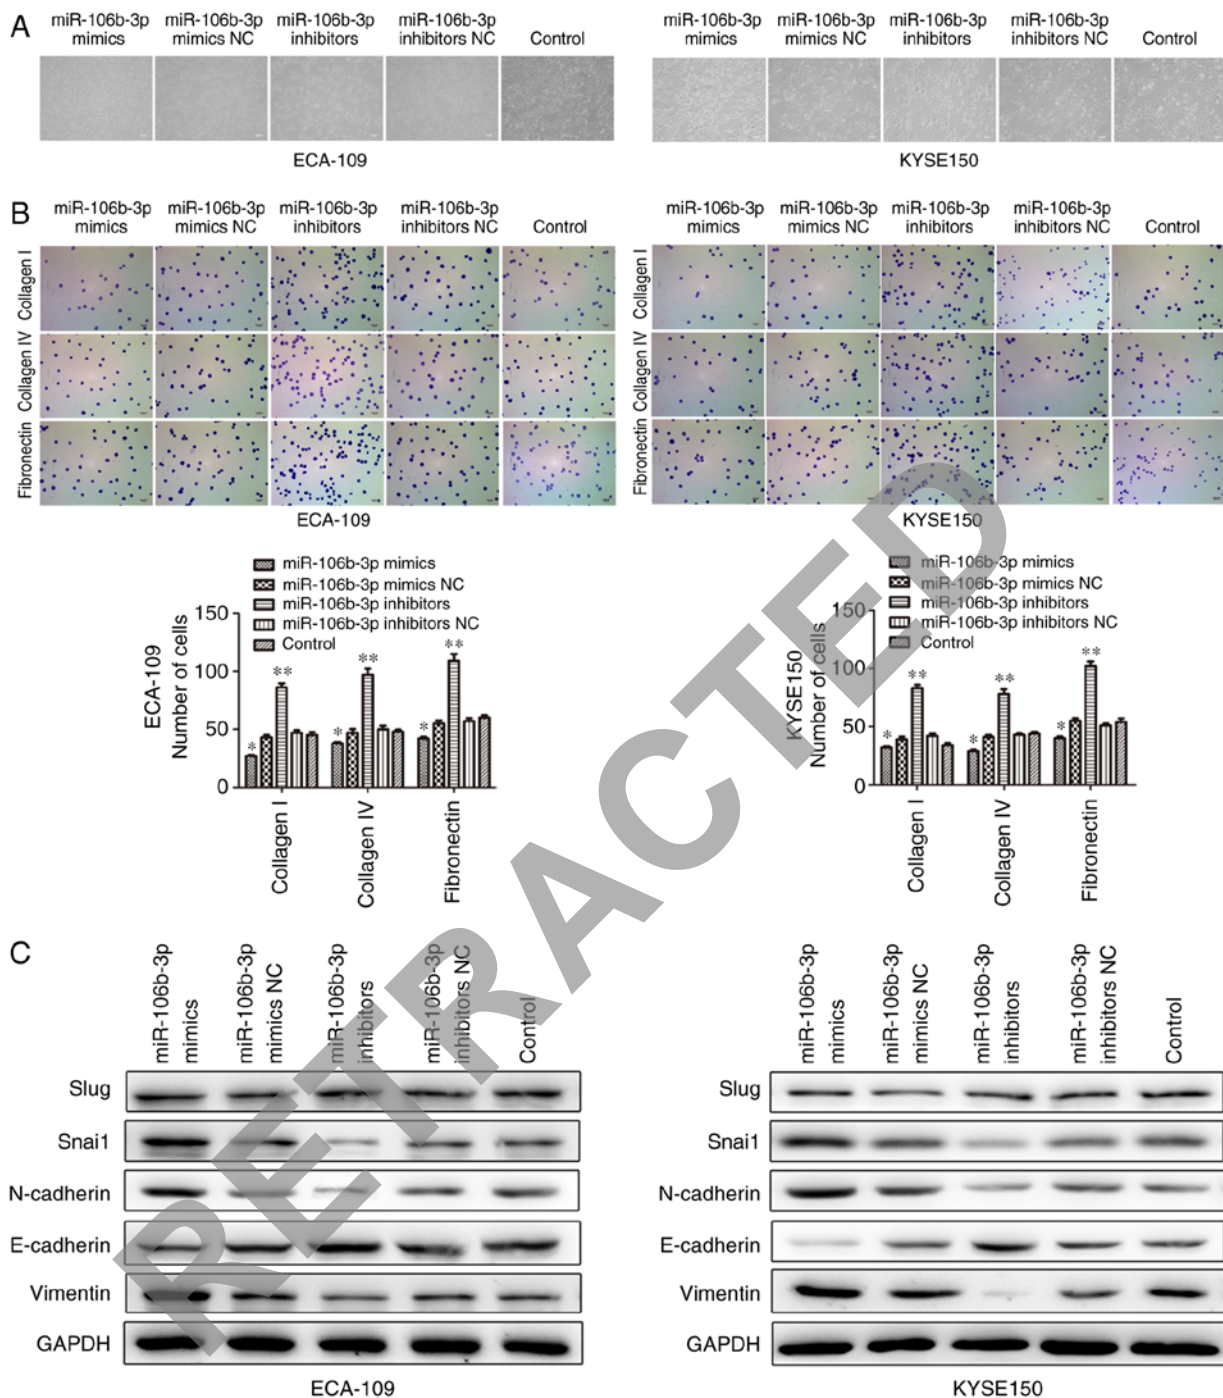 A
miR-106b-3p mimics
miR-106b-3p mimics NC
miR-106b-3p inhibitors
miR-106b-3p inhibitors NC
Control
miR-106b-3p mimics
miR-106b-3p mimics NC
miR-106b-3p inhibitors
miR-106b-3p inhibitors NC
Control
ECA-109
KYSE150
B
miR-106b-3p mimics
miR-106b-3p mimics NC
miR-106b-3p inhibitors
miR-106b-3p inhibitors NC
Control
miR-106b-3p mimics
miR-106b-3p mimics NC
miR-106b-3p inhibitors
miR-106b-3p inhibitors NC
Control
Collagen I
Collagen IV
Fibronectin
Collagen I
Collagen IV
Fibronectin
ECA-109
KYSE150
miR-106b-3p mimics
miR-106b-3p mimics NC
miR-106b-3p inhibitors
miR-106b-3p inhibitors NC
Control
ECA-109
Number of cells
150
100
50
0
* ** * ** * **
Collagen I
Collagen IV
Fibronectin
miR-106b-3p mimics
miR-106b-3p mimics NC
miR-106b-3p inhibitors
miR-106b-3p inhibitors NC
Control
KYSE150
Number of cells
150
100
50
0
* ** * ** * **
Collagen I
Collagen IV
Fibronectin
RETRACTED
C
miR-106b-3p mimics
miR-106b-3p mimics NC
miR-106b-3p inhibitors
miR-106b-3p inhibitors NC
Control
Slug
Snai1
N-cadherin
E-cadherin
Vimentin
GAPDH
ECA-109
miR-106b-3p mimics
miR-106b-3p mimics NC
miR-106b-3p inhibitors
miR-106b-3p inhibitors NC
Control
Slug
Snai1
N-cadherin
E-cadherin
Vimentin
GAPDH
KYSE150